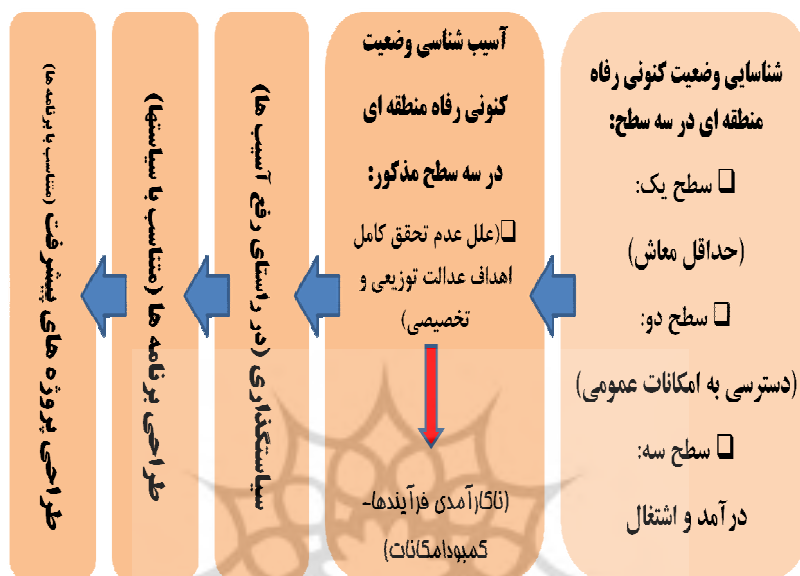 شناسایی وضعیت کنونی رفاه
منطقه ای در سه سطح:
❑ سطح یک:
(حداقل معاش)
❑ سطح دو:
(دسترسی به امکانات عمومی)
❑ سطح سه:
درآمد و اشتغال
آسیب شناسی وضعیت
کنونی رفاه منطقه ای
در سه سطح مذکور:
❑(علل عدم تحقق کامل
اهداف عدالت توزیعی و
تخصیصی)
(ناکارآمدی فرآیندها-
کمبودامکانات)
سیاستگذاری (در راستای رفع آسیب ها)
طراحی برنامه ها (متناسب با سیاستها)
طراحی پروژه های پیشرفت (متناسب با برنامه ها)